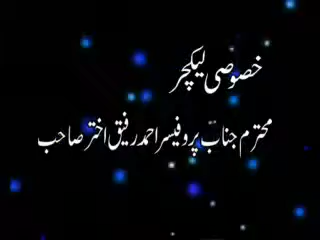 خصوصی لیکچر
محترم جناب پروفیسر احمد رفیق اختر صاحب